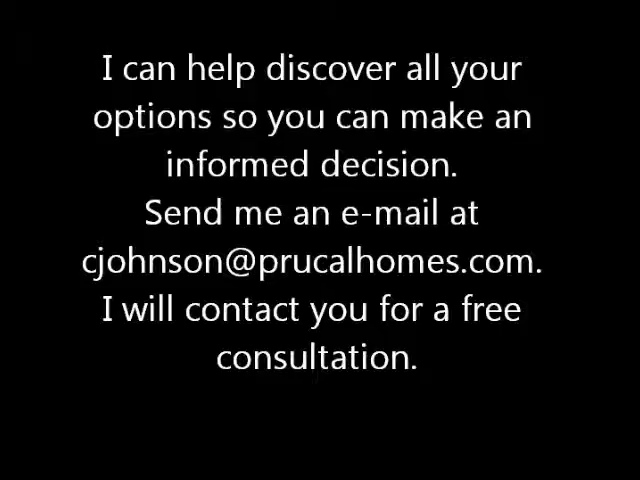 I can help discover all your
options so you can make an
informed decision.
Send me an e-mail at
cjohnson@prucalhomes.com.
I will contact you for a free
consultation.